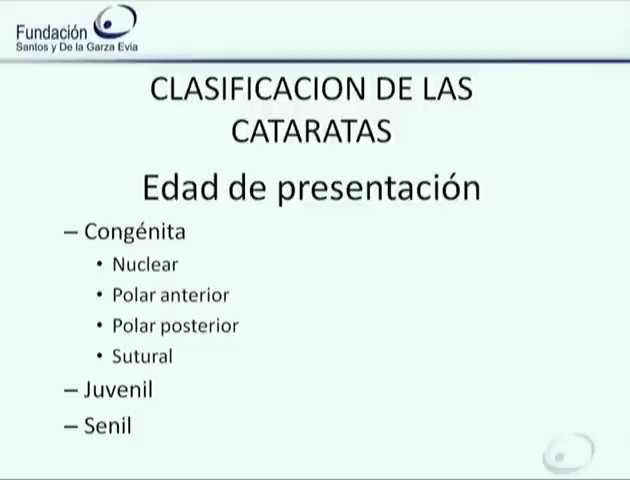 Fundación
Santos y De la Garza Evia
CLASIFICACION DE LAS
CATARATAS
Edad de presentación
– Congénita
• Nuclear
• Polar anterior
• Polar posterior
• Sutural
– Juvenil
– Senil